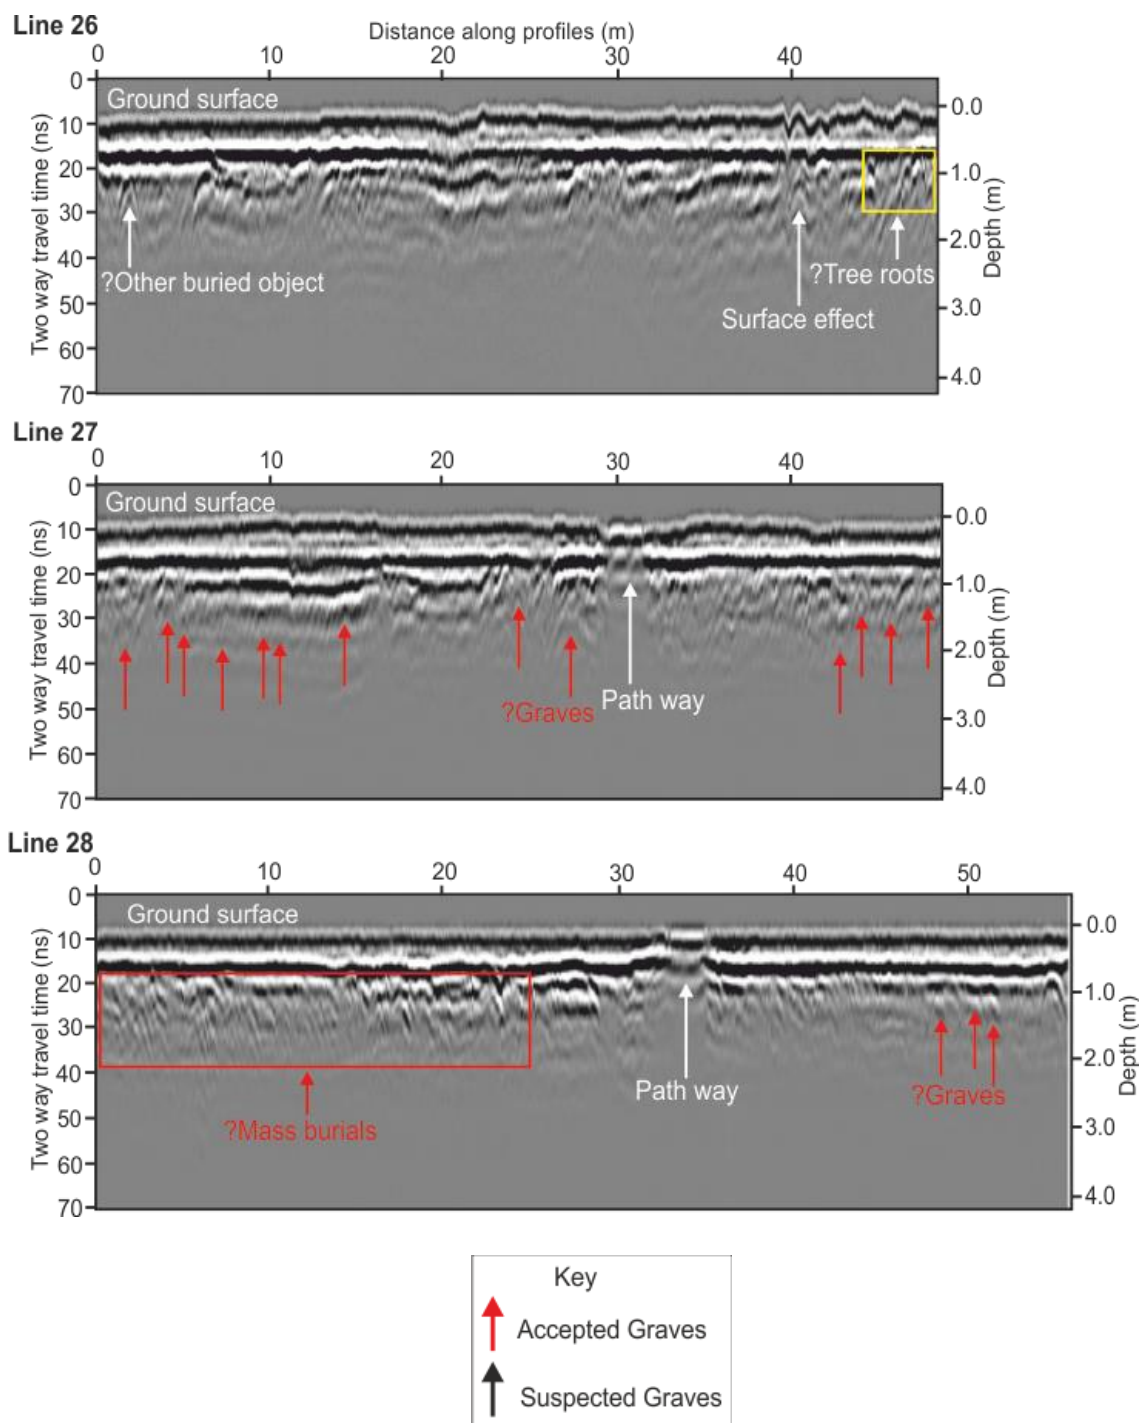 Line 26
Distance along profiles (m)
0 10 20 30 40
Ground surface
Two way travel time (ns)
0
10
20
30
40
50
60
70
0.0
1.0
2.0
3.0
4.0
Depth (m)
?Other buried object
?Tree roots
Surface effect
Line 27
0 10 20 30 40
Ground surface
Two way travel time (ns)
0
10
20
30
40
50
60
70
0.0
1.0
2.0
3.0
4.0
Depth (m)
?Graves
Path way
Line 28
0 10 20 30 40 50
Ground surface
Two way travel time (ns)
0
10
20
30
40
50
60
70
0.0
1.0
2.0
3.0
4.0
Depth (m)
Path way
?Graves
?Mass burials
Key
Accepted Graves
Suspected Graves